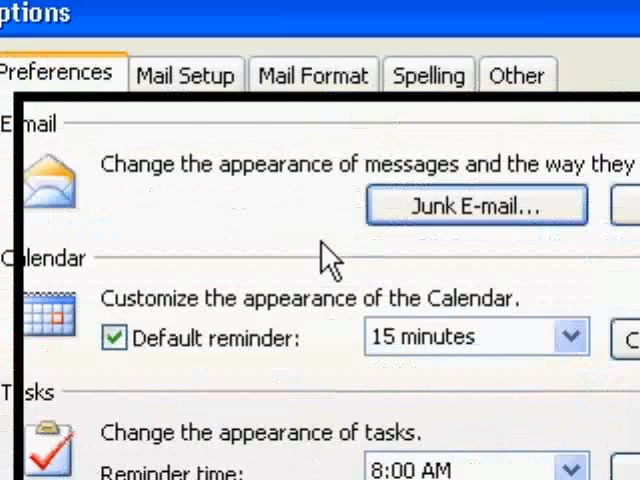 ptions
Preferences Mail Setup Mail Format Spelling Other
E-mail
Change the appearance of messages and the way they
Junk E-mail...
Calendar
Customize the appearance of the Calendar.
Default reminder: 15 minutes C
Tasks
Change the appearance of tasks.
Reminder time: 8:00 AM